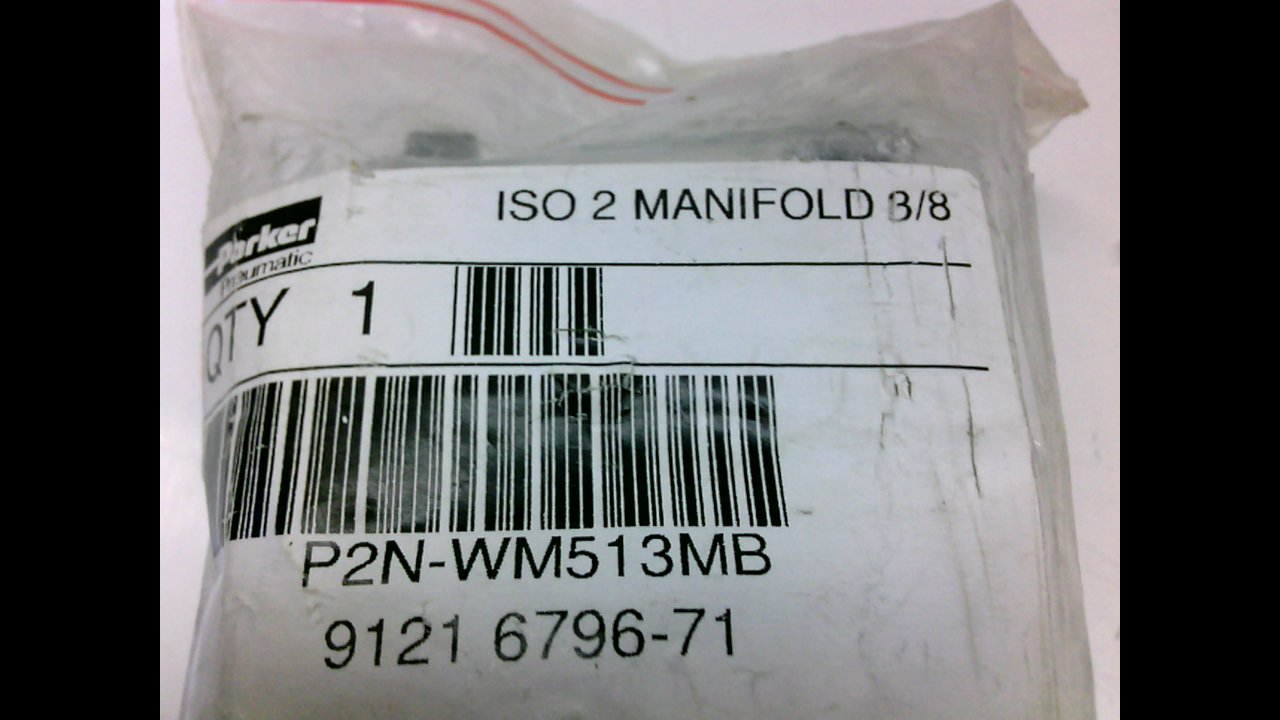 ISO 2 MANIFOLD 3/8
Parker
Pneumatic
QTY 1
P2N-WM513MB
9121 6796-71